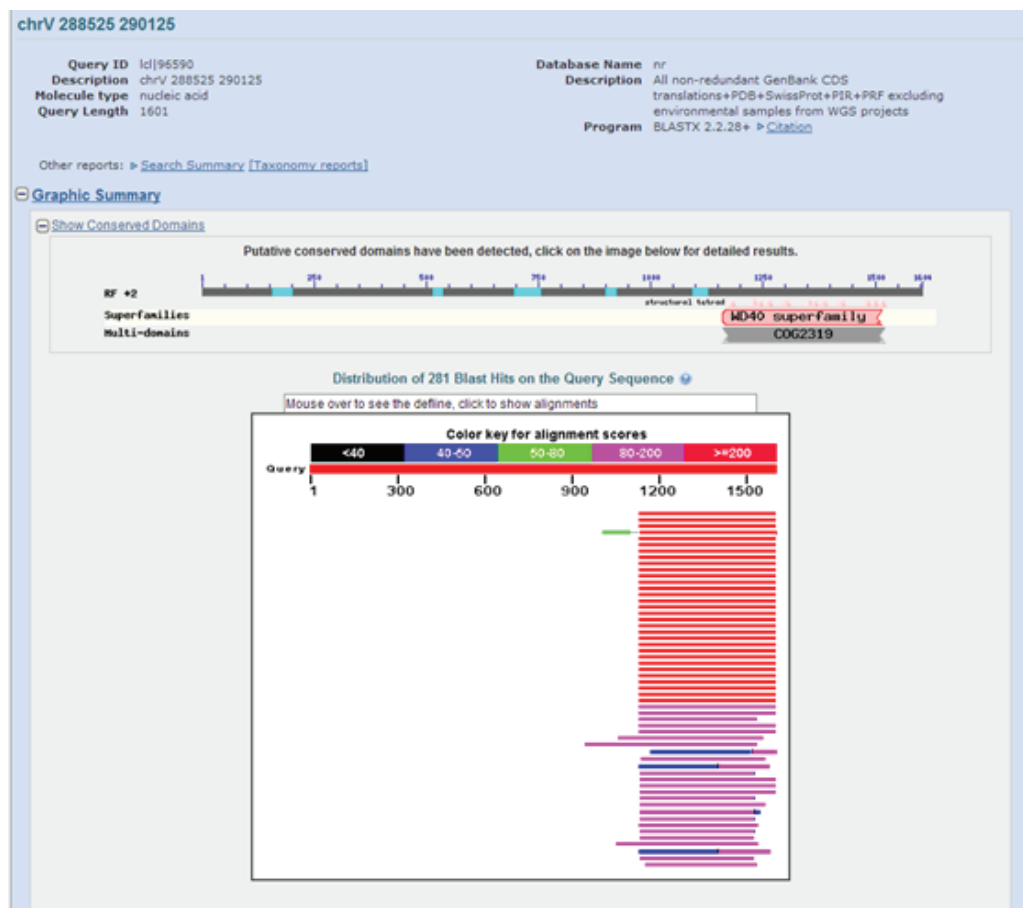 chrV 288525 290125
Query ID lcl|96590
Description chrV 288525 290125
Molecule type nucleic acid
Query Length 1601
Database Name nr
Description All non-redundant GenBank CDS
translations+PDB+SwissProt+PIR+PRF excluding
environmental samples from WGS projects
Program BLASTX 2.2.28+ Citation
Other reports: Search Summary [Taxonomy reports]
Graphic Summary
Show Conserved Domains
Putative conserved domains have been detected, click on the image below for detailed results.
1 250 500 750 1000 1250 1500 1600
RF +2
structural tetrad
Superfamilies WD40 superfamily
Multi-domains COG2319
Distribution of 281 Blast Hits on the Query Sequence
Mouse over to see the defline, click to show alignments
Color key for alignment scores
<40 40-50 50-80 80-200 >=200
Query
1 300 600 900 1200 1500